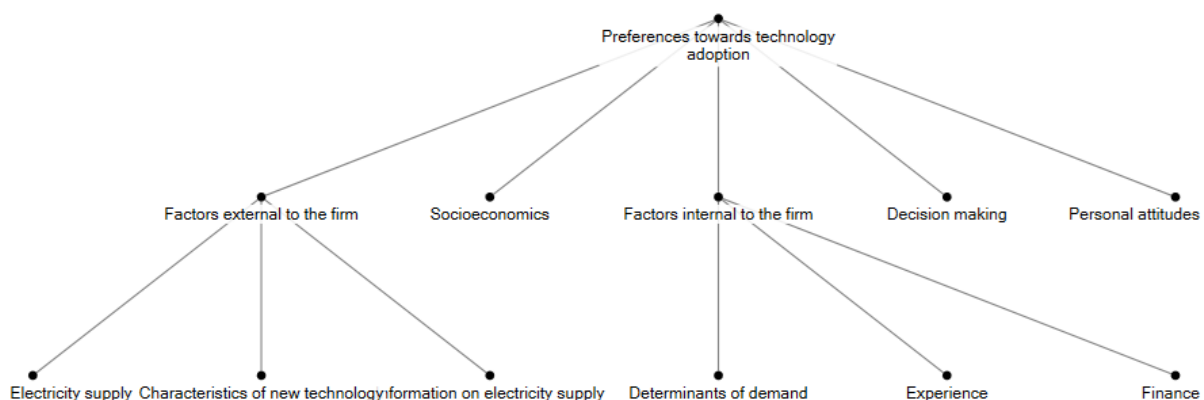 Preferences towards technology
adoption
Factors external to the firm
Socioeconomics
Factors internal to the firm
Decision making
Personal attitudes
Electricity supply
Characteristics of new technology
nformation on electricity supply
Determinants of demand
Experience
Finance